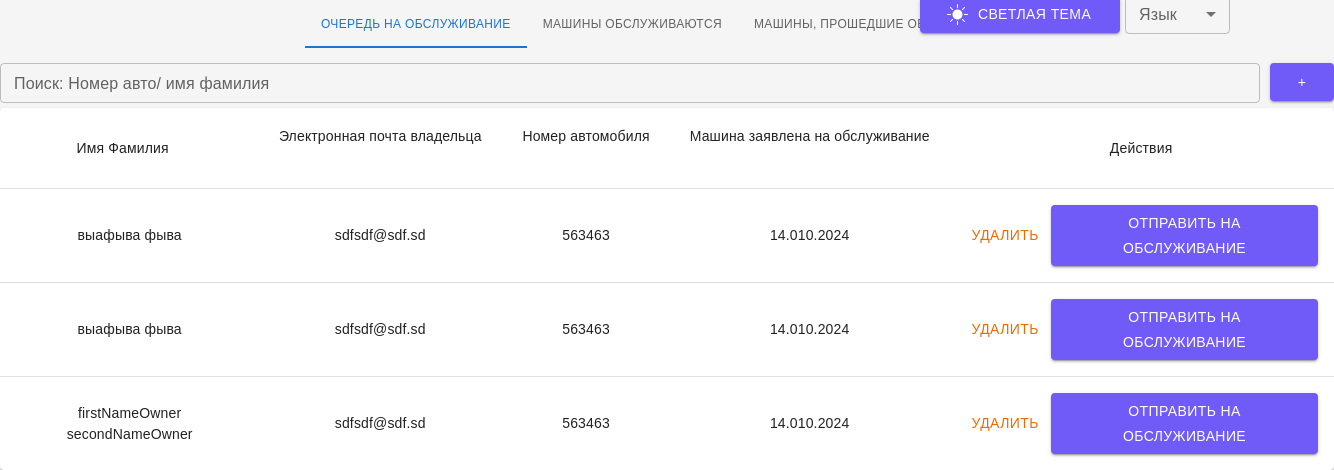 ОЧЕРЕДЬ НА ОБСЛУЖИВАНИЕ МАШИНЫ ОБСЛУЖИВАЮТСЯ МАШИНЫ, ПРОШЕДШИЕ СВЕТЛАЯ ТЕМА Язык
Поиск: Номер авто/ имя фамилия +
Имя Фамилия Электронная почта владельца Номер автомобиля Машина заявлена на обслуживание Действия
выафыва фыва sdfsdf@sdf.sd 563463 14.010.2024 УДАЛИТЬ ОТПРАВИТЬ НА
ОБСЛУЖИВАНИЕ
выафыва фыва sdfsdf@sdf.sd 563463 14.010.2024 УДАЛИТЬ ОТПРАВИТЬ НА
ОБСЛУЖИВАНИЕ
firstNameOwner
secondNameOwner sdfsdf@sdf.sd 563463 14.010.2024 УДАЛИТЬ ОТПРАВИТЬ НА
ОБСЛУЖИВАНИЕ